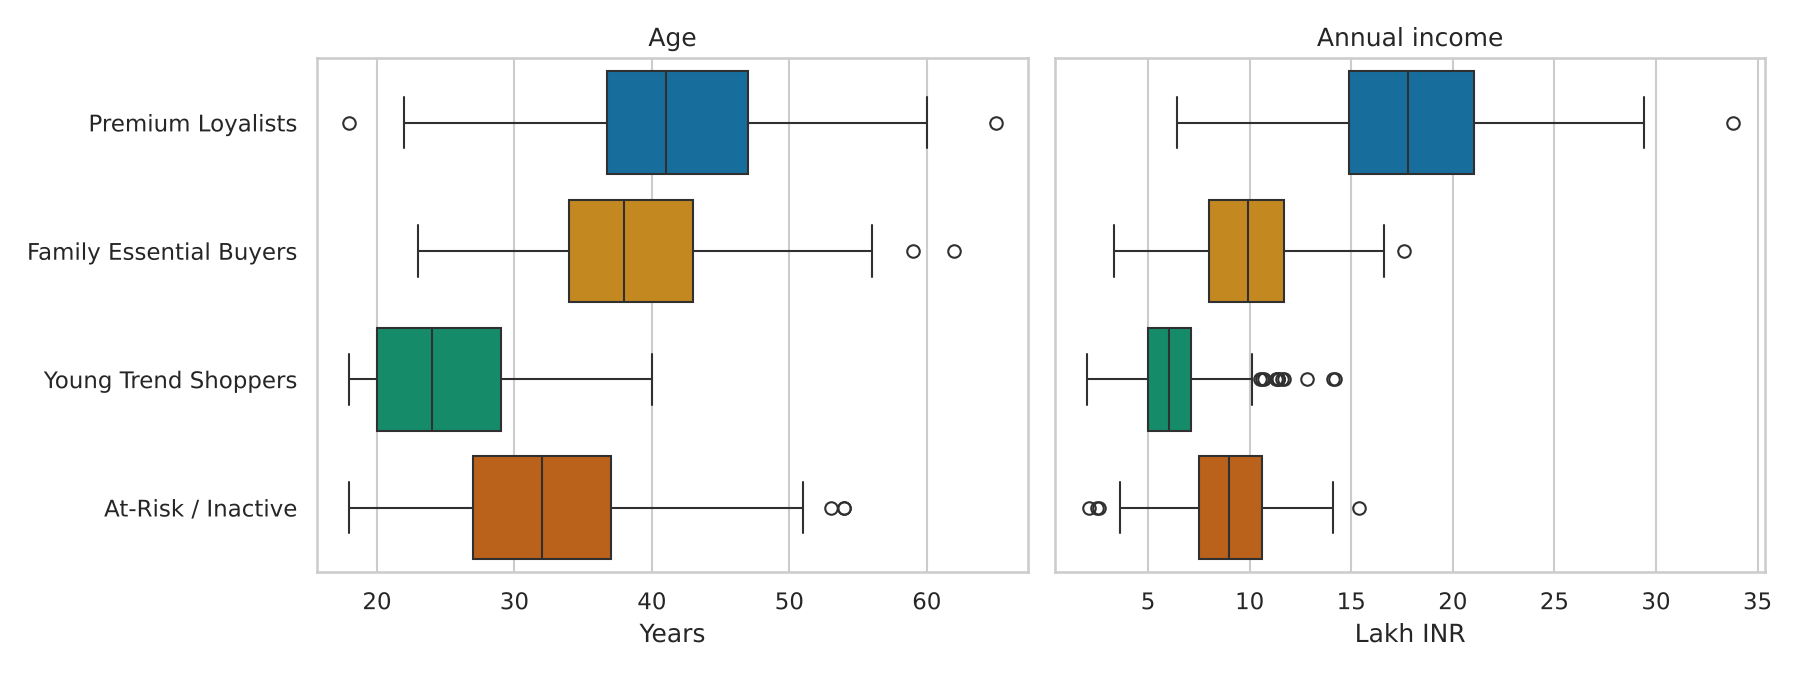 Age
Annual income
Premium Loyalists
Family Essential Buyers
Young Trend Shoppers
At-Risk / Inactive
20 30 40 50 60
5 10 15 20 25 30 35
Years
Lakh INR